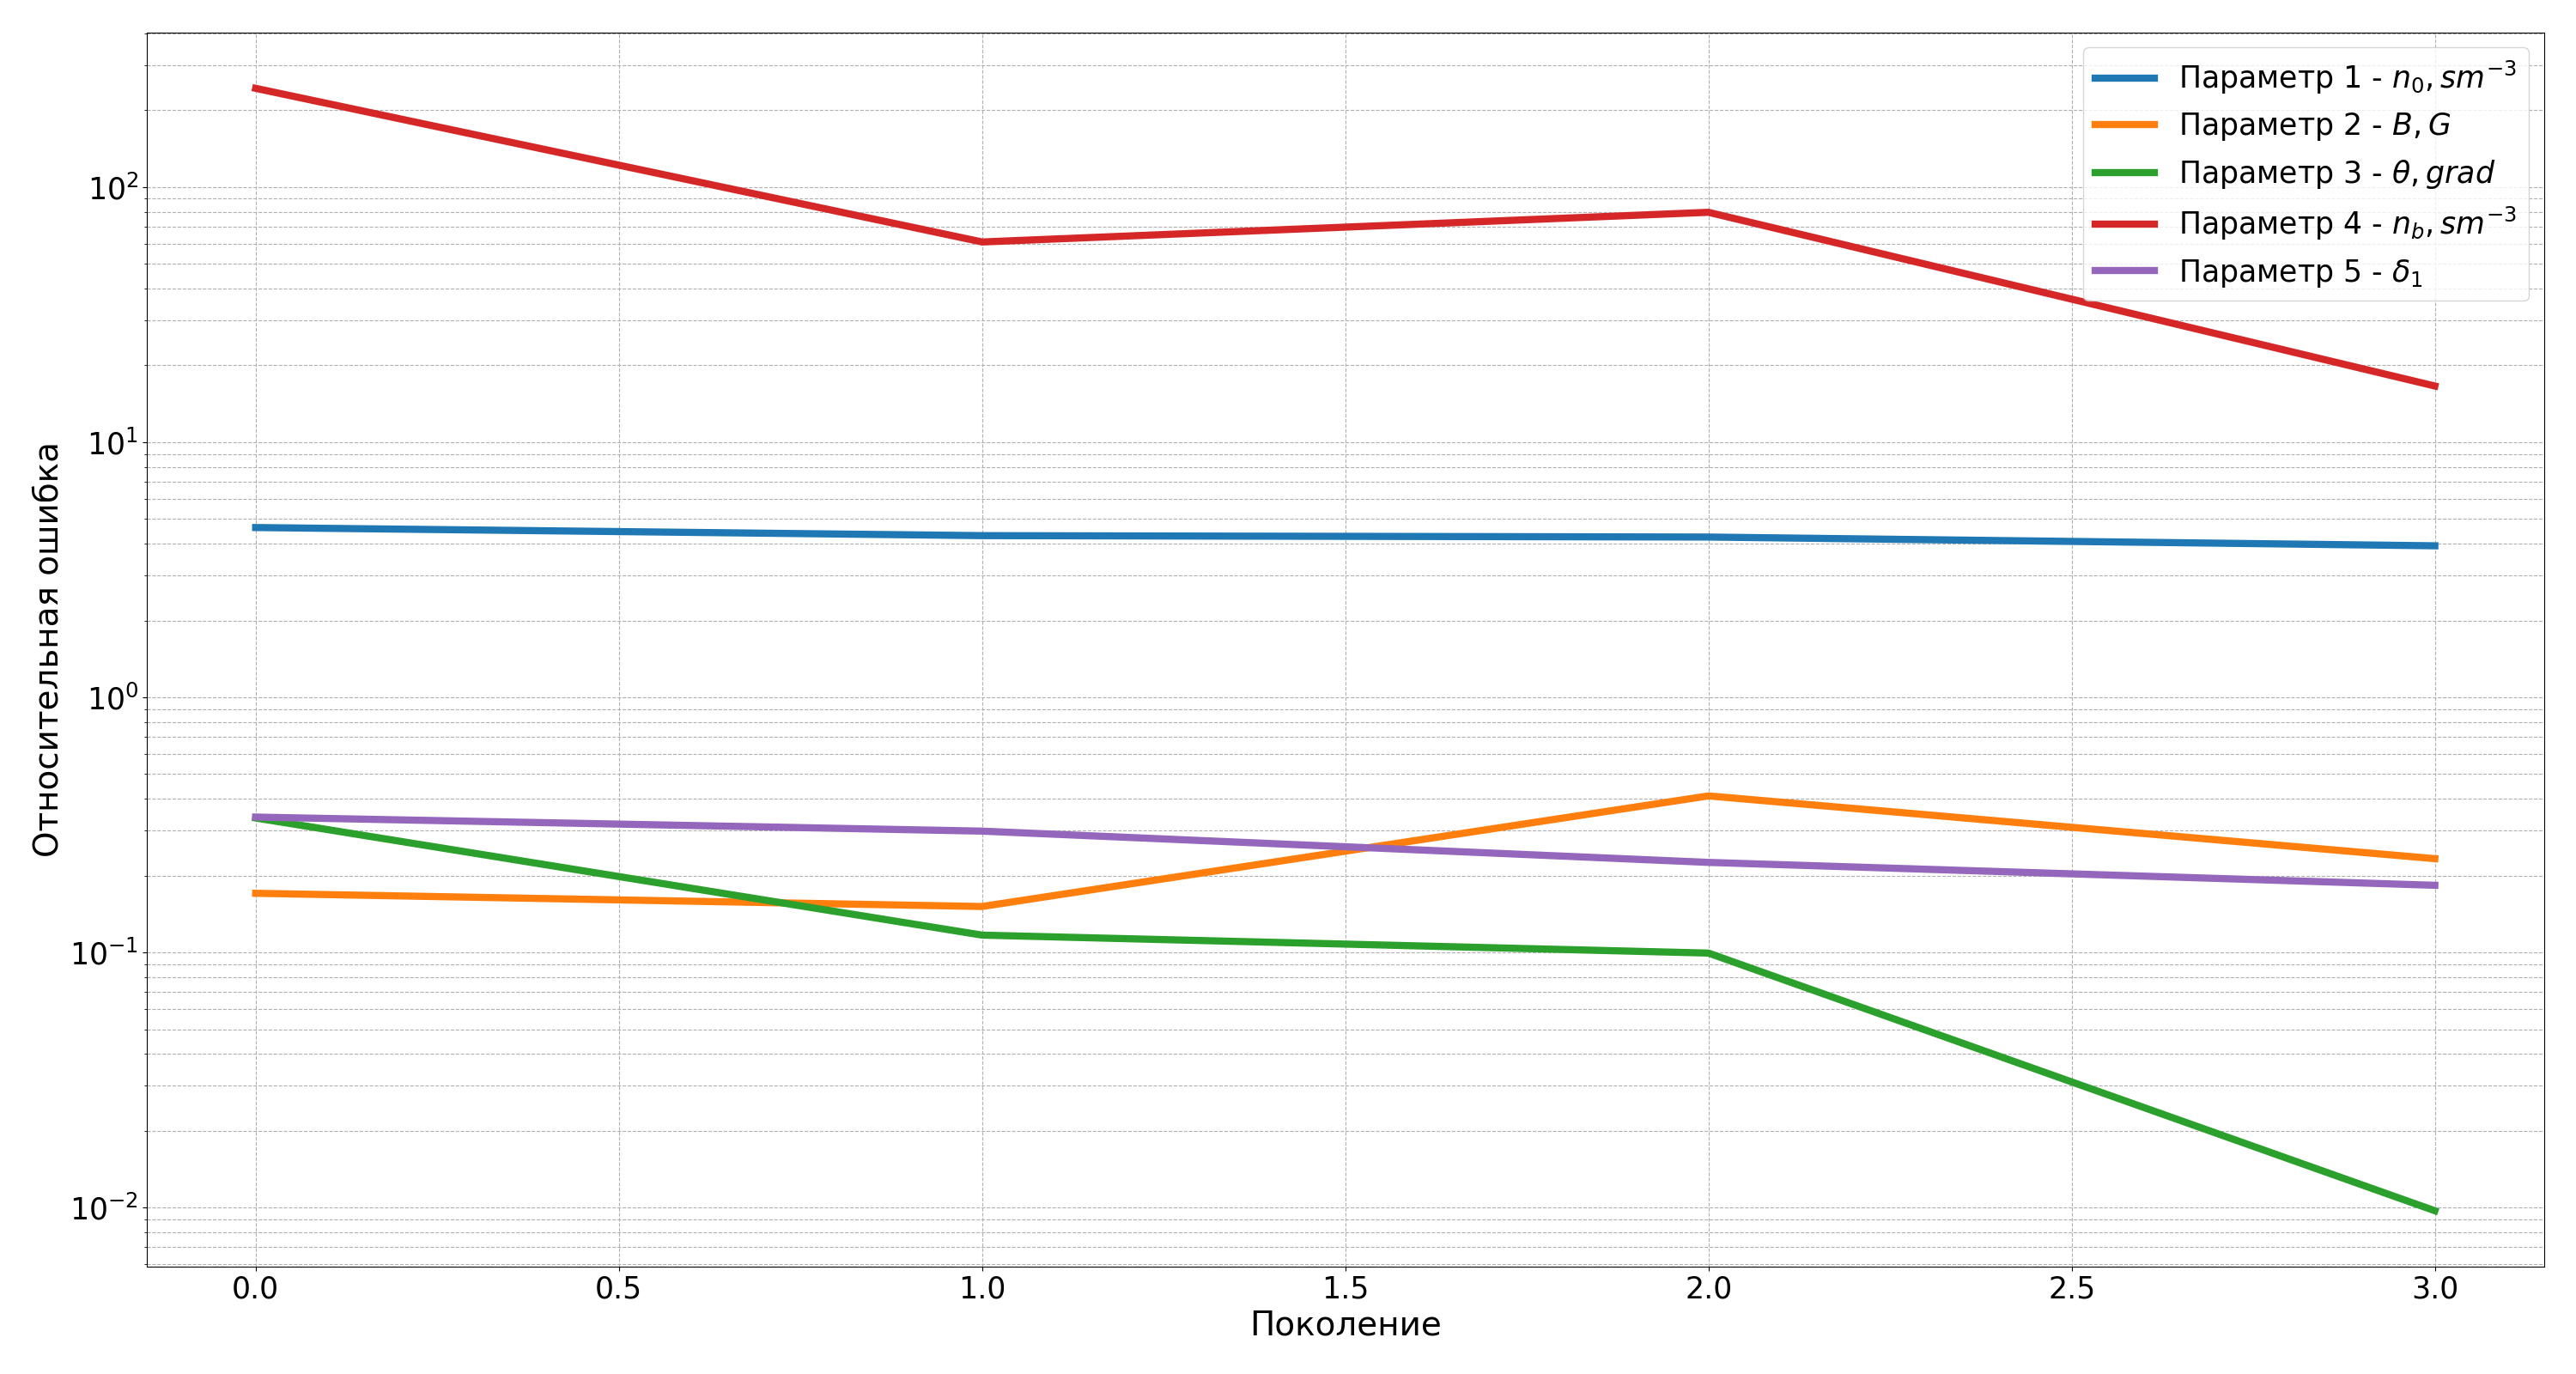 Параметр 1 - n₀, sm⁻³
Параметр 2 - B, G
Параметр 3 - θ, grad
Параметр 4 - n_b, sm⁻³
Параметр 5 - δ₁
Относительная ошибка
10²
10¹
10⁰
10⁻¹
10⁻²
0.0 0.5 1.0 1.5 2.0 2.5 3.0
Поколение